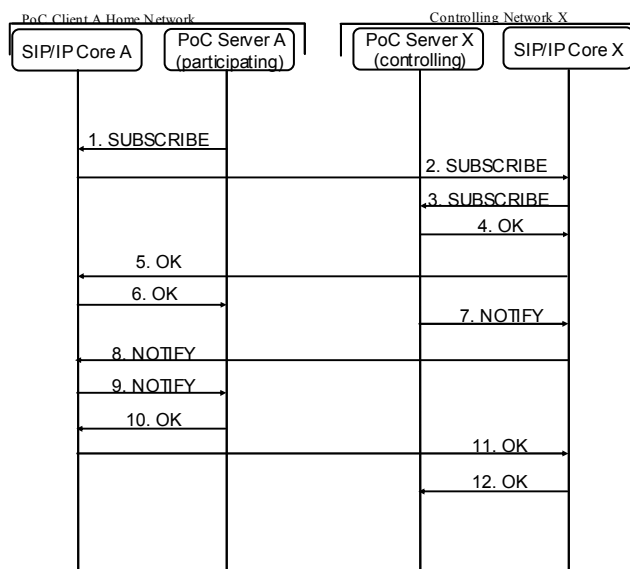 PoC Client A Home Network
Controlling Network X
SIP/IP Core A
PoC Server A
(participating)
PoC Server X
(controlling)
SIP/IP Core X
1. SUBSCRIBE
2. SUBSCRIBE
3. SUBSCRIBE
4. OK
5. OK
6. OK
7. NOTIFY
8. NOTIFY
9. NOTIFY
10. OK
11. OK
12. OK